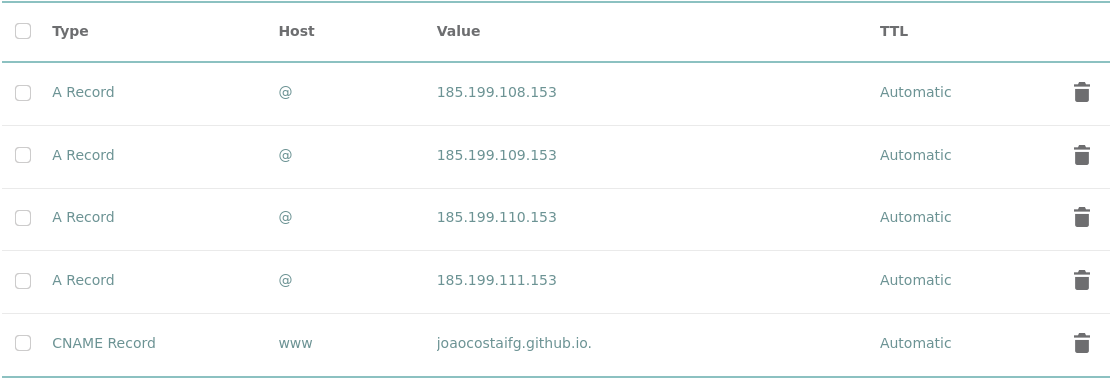 Type Host Value TTL
A Record @ 185.199.108.153 Automatic
A Record @ 185.199.109.153 Automatic
A Record @ 185.199.110.153 Automatic
A Record @ 185.199.111.153 Automatic
CNAME Record www joaocostaifg.github.io. Automatic